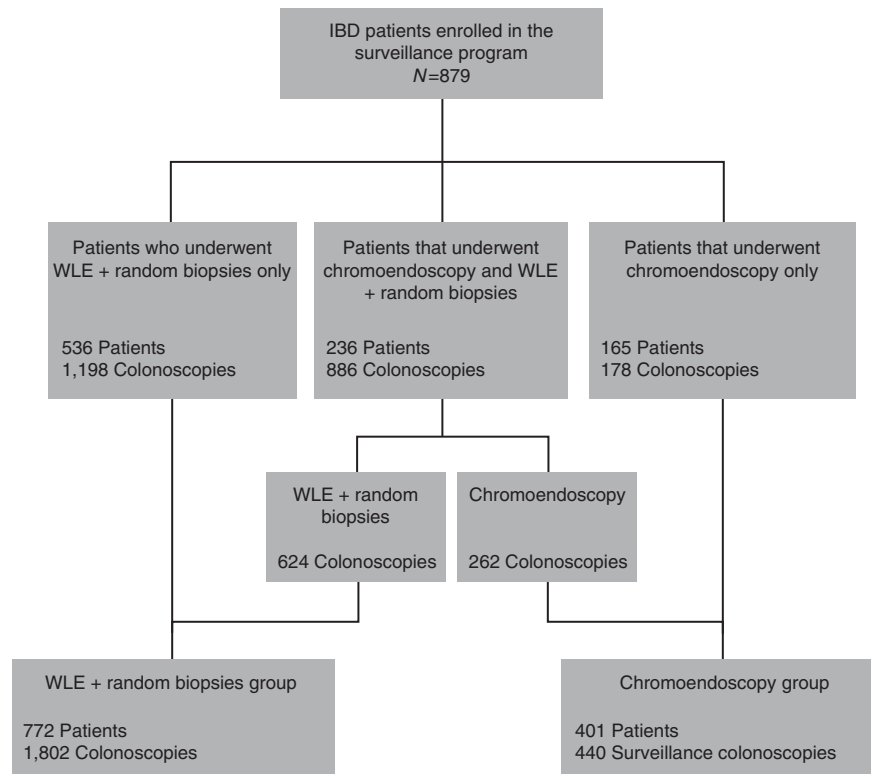 IBD patients enrolled in the
surveillance program
N=879
Patients who underwent
WLE + random biopsies only
536 Patients
1,198 Colonoscopies
Patients that underwent
chromoendoscopy and WLE
+ random biopsies
236 Patients
886 Colonoscopies
Patients that underwent
chromoendoscopy only
165 Patients
178 Colonoscopies
WLE + random
biopsies
624 Colonoscopies
Chromoendoscopy
262 Colonoscopies
WLE + random biopsies group
772 Patients
1,802 Colonoscopies
Chromoendoscopy group
401 Patients
440 Surveillance colonoscopies